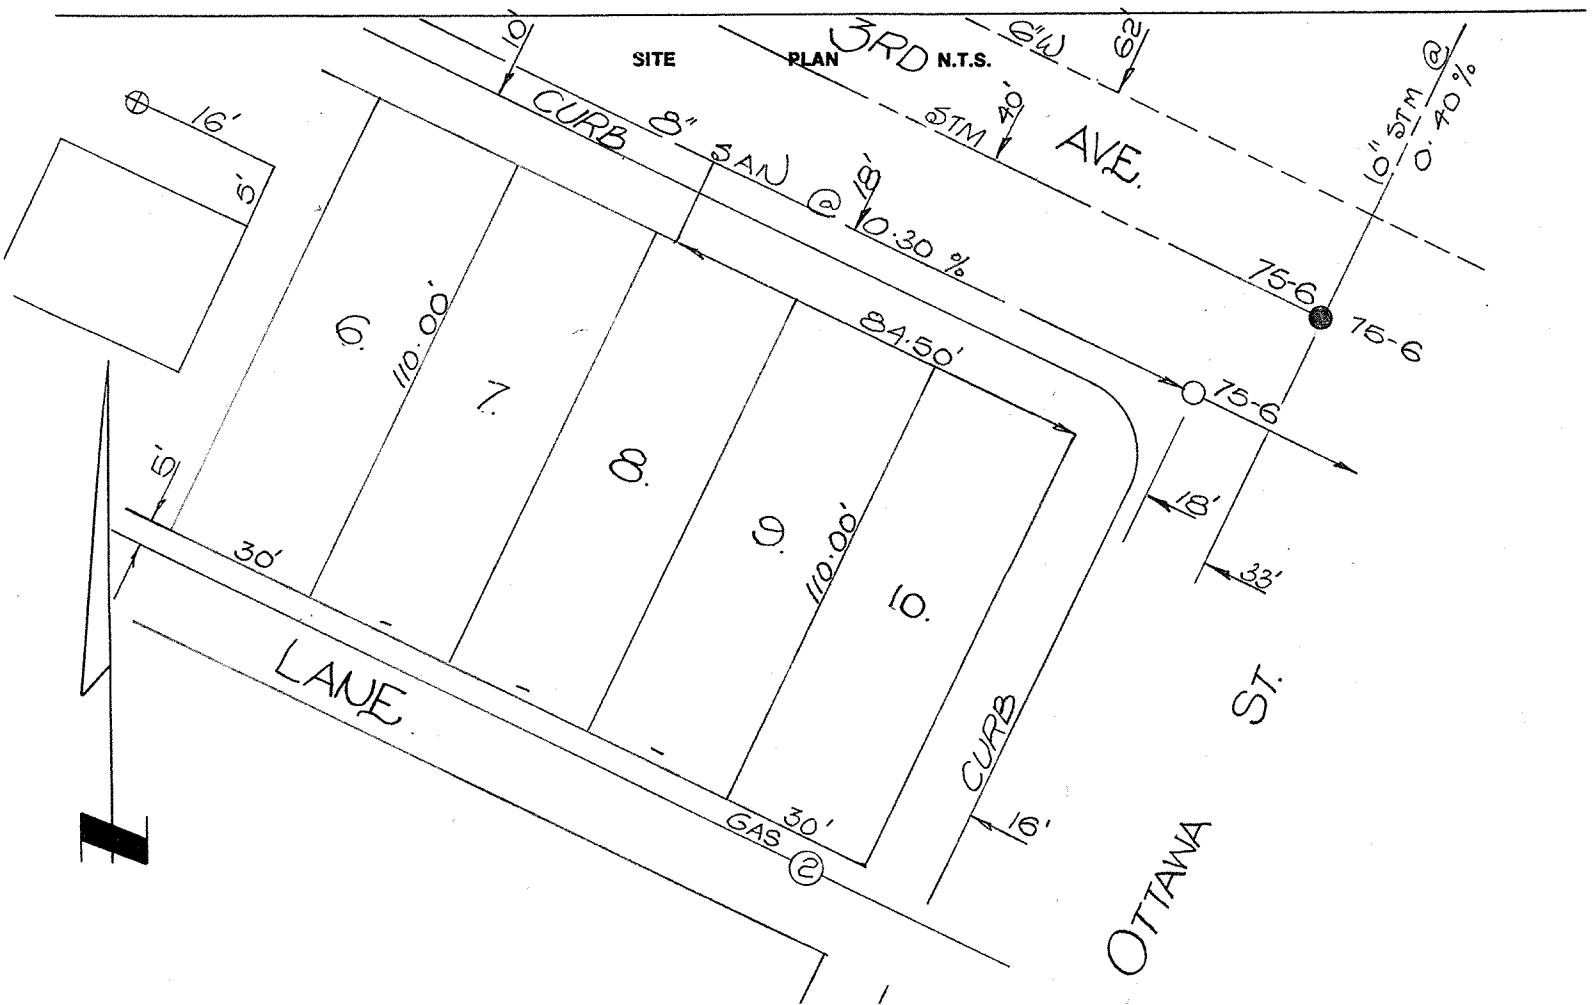 SITE PLAN N.T.S.
3RD AVE.
10'
6"W
62'
10" STM @ 0.40%
CURB
8" SAN @ 10.30 %
18'
STM
40'
16'
5'
75-6
75-6
75-6
84.50'
6.
110.00'
7.
8.
9.
110.00'
10.
5'
30'
18'
33'
LANE
GAS
2
30'
CURB
16'
OTTAWA ST.